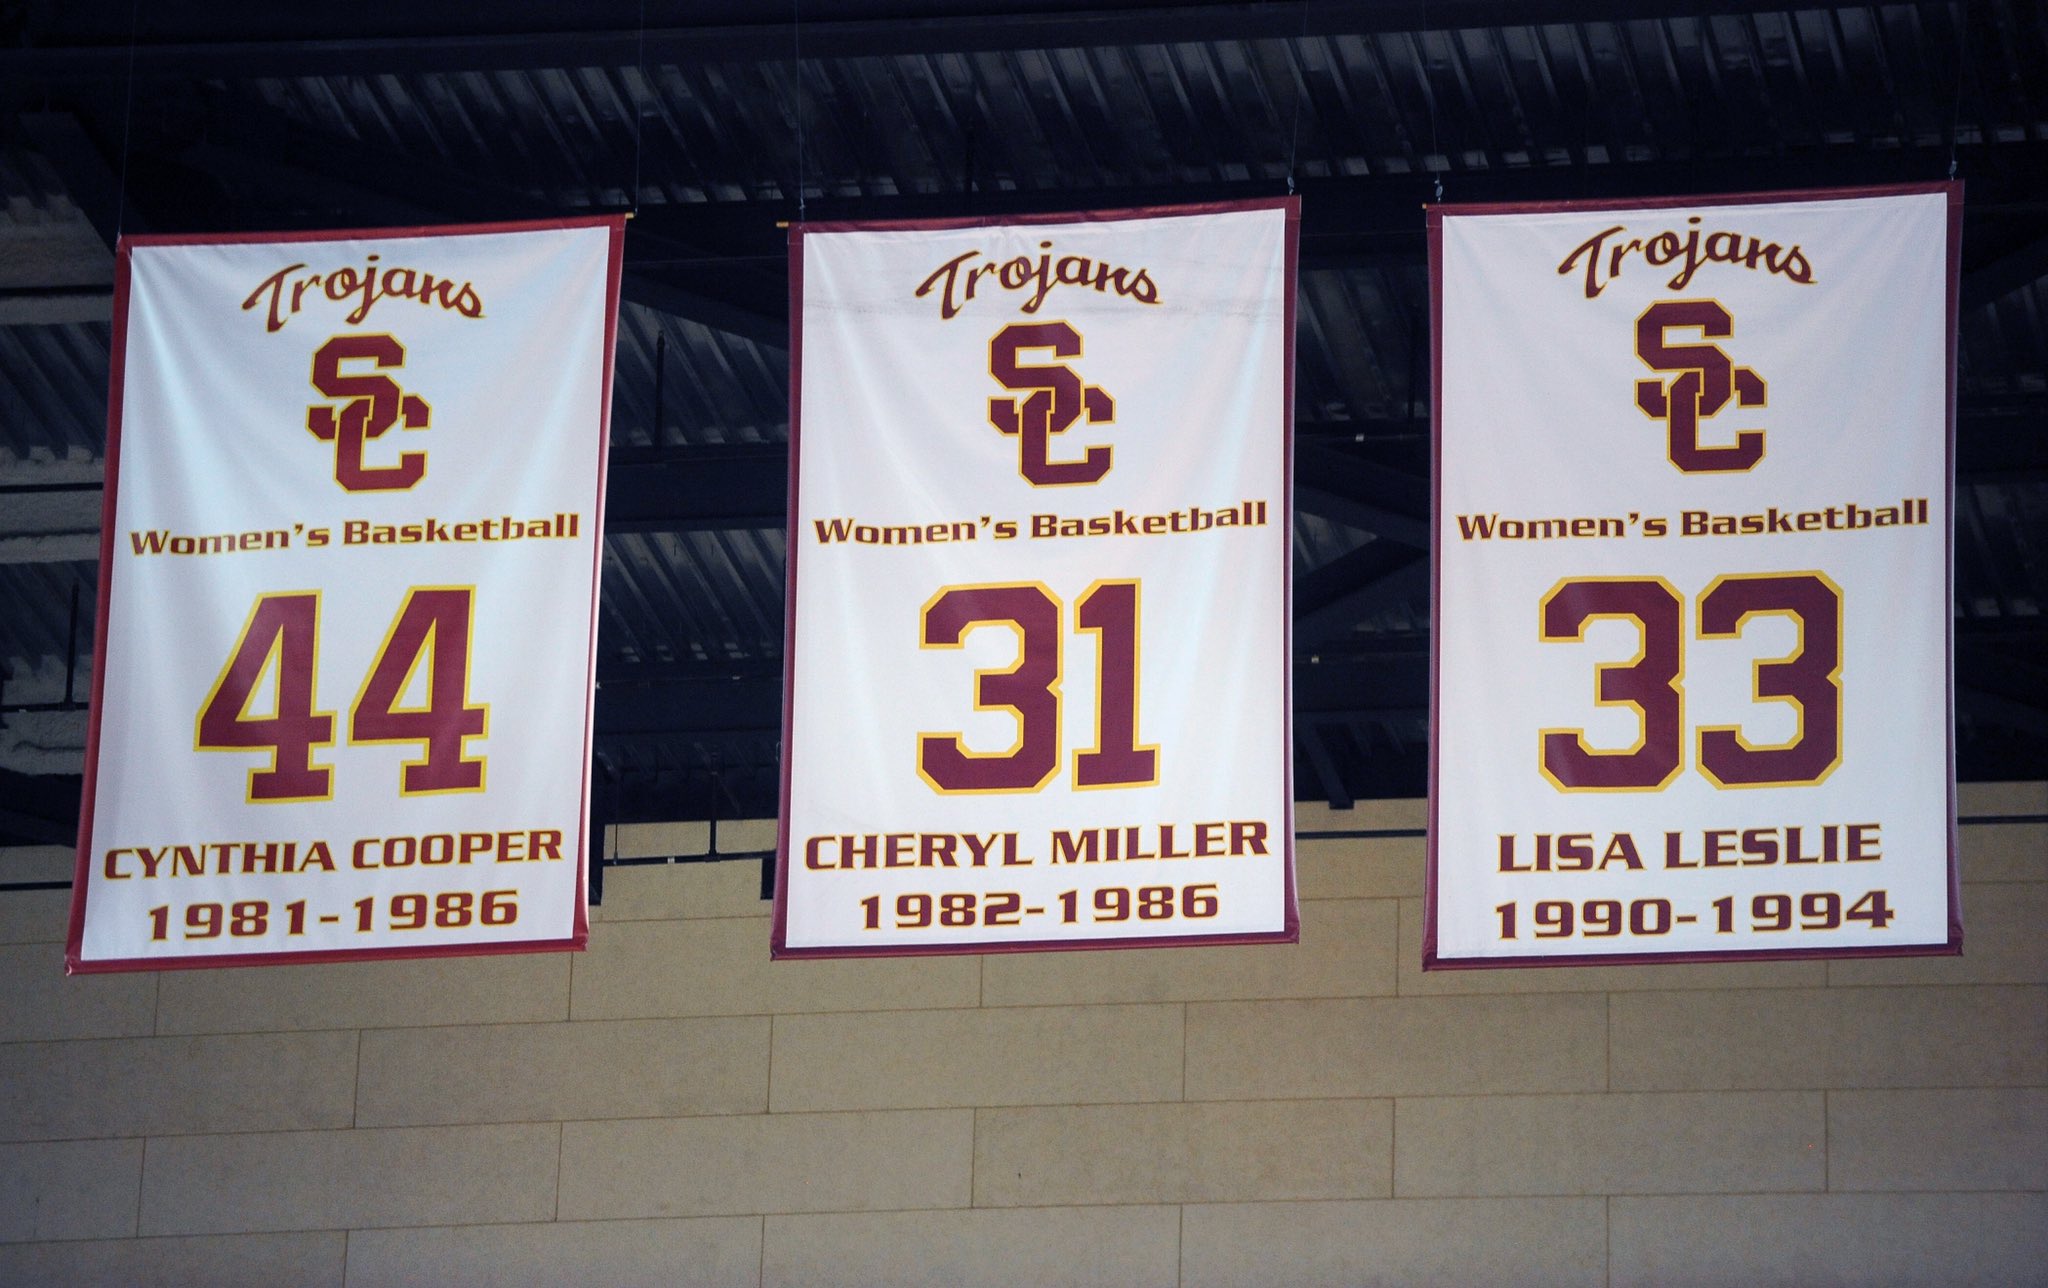 Trojans
SC
Women's Basketball
44
CYNTHIA COOPER
1981-1986
Trojans
SC
Women's Basketball
31
CHERYL MILLER
1982-1986
Trojans
SC
Women's Basketball
33
LISA LESLIE
1990-1994